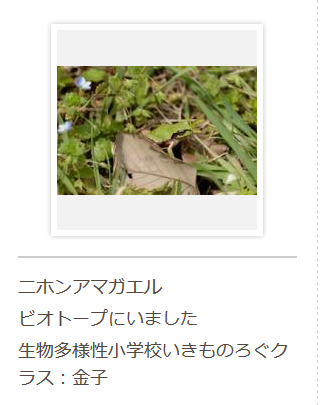 ニホンアマガエル
ビオトープにいました
生物多様性小学校いきものろぐク
ラス：金子